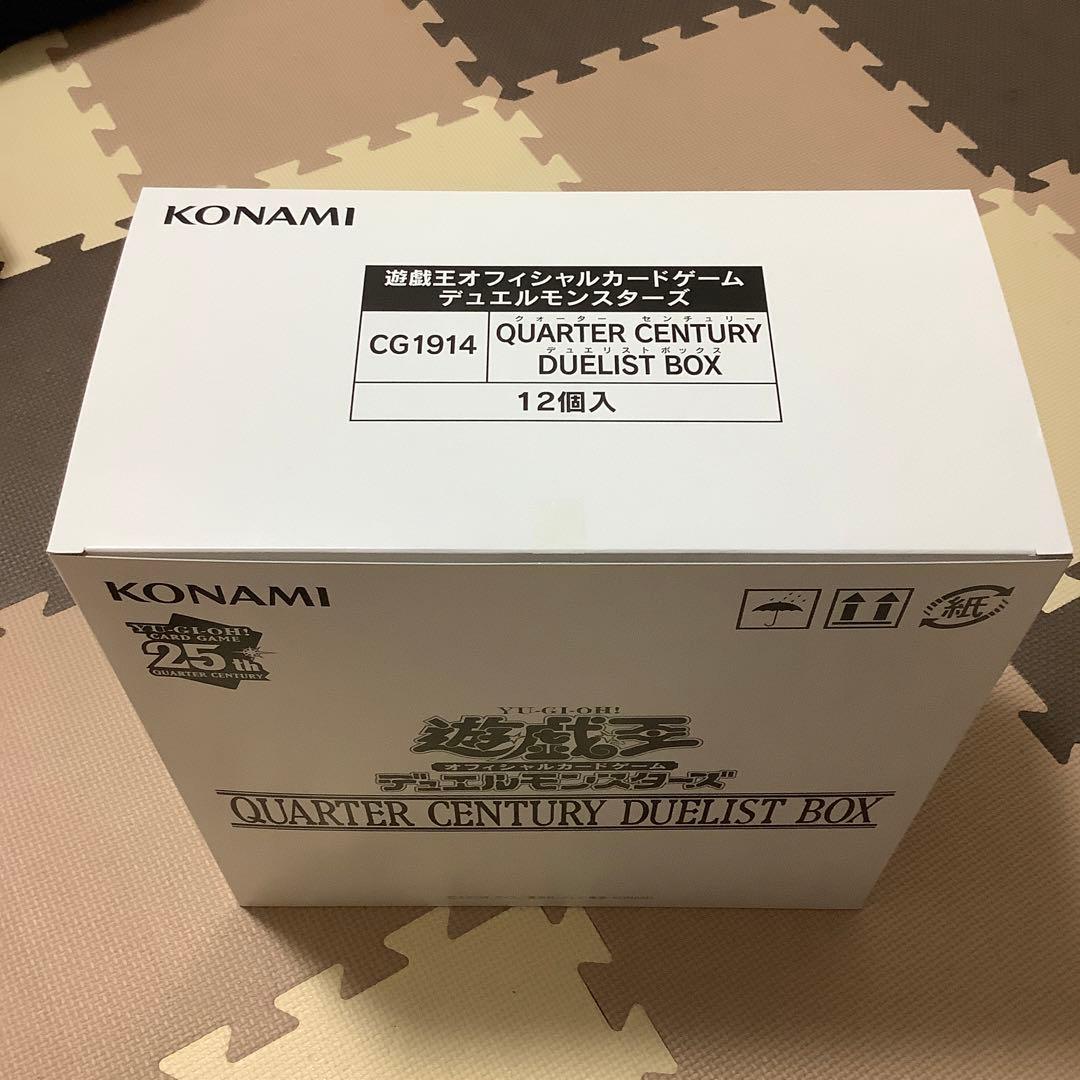 KONAMI
遊戯王オフィシャルカードゲーム
デュエルモンスターズ
CG1914
クォーター センチュリー
QUARTER CENTURY
デュエリストボックス
DUELIST BOX
12個入
KONAMI
YU-GI-OH!
CARD GAME
25th
QUARTER CENTURY
紙
YU-GI-OH!
遊戯王
オフィシャルカードゲーム
デュエルモンスターズ
QUARTER CENTURY DUELIST BOX